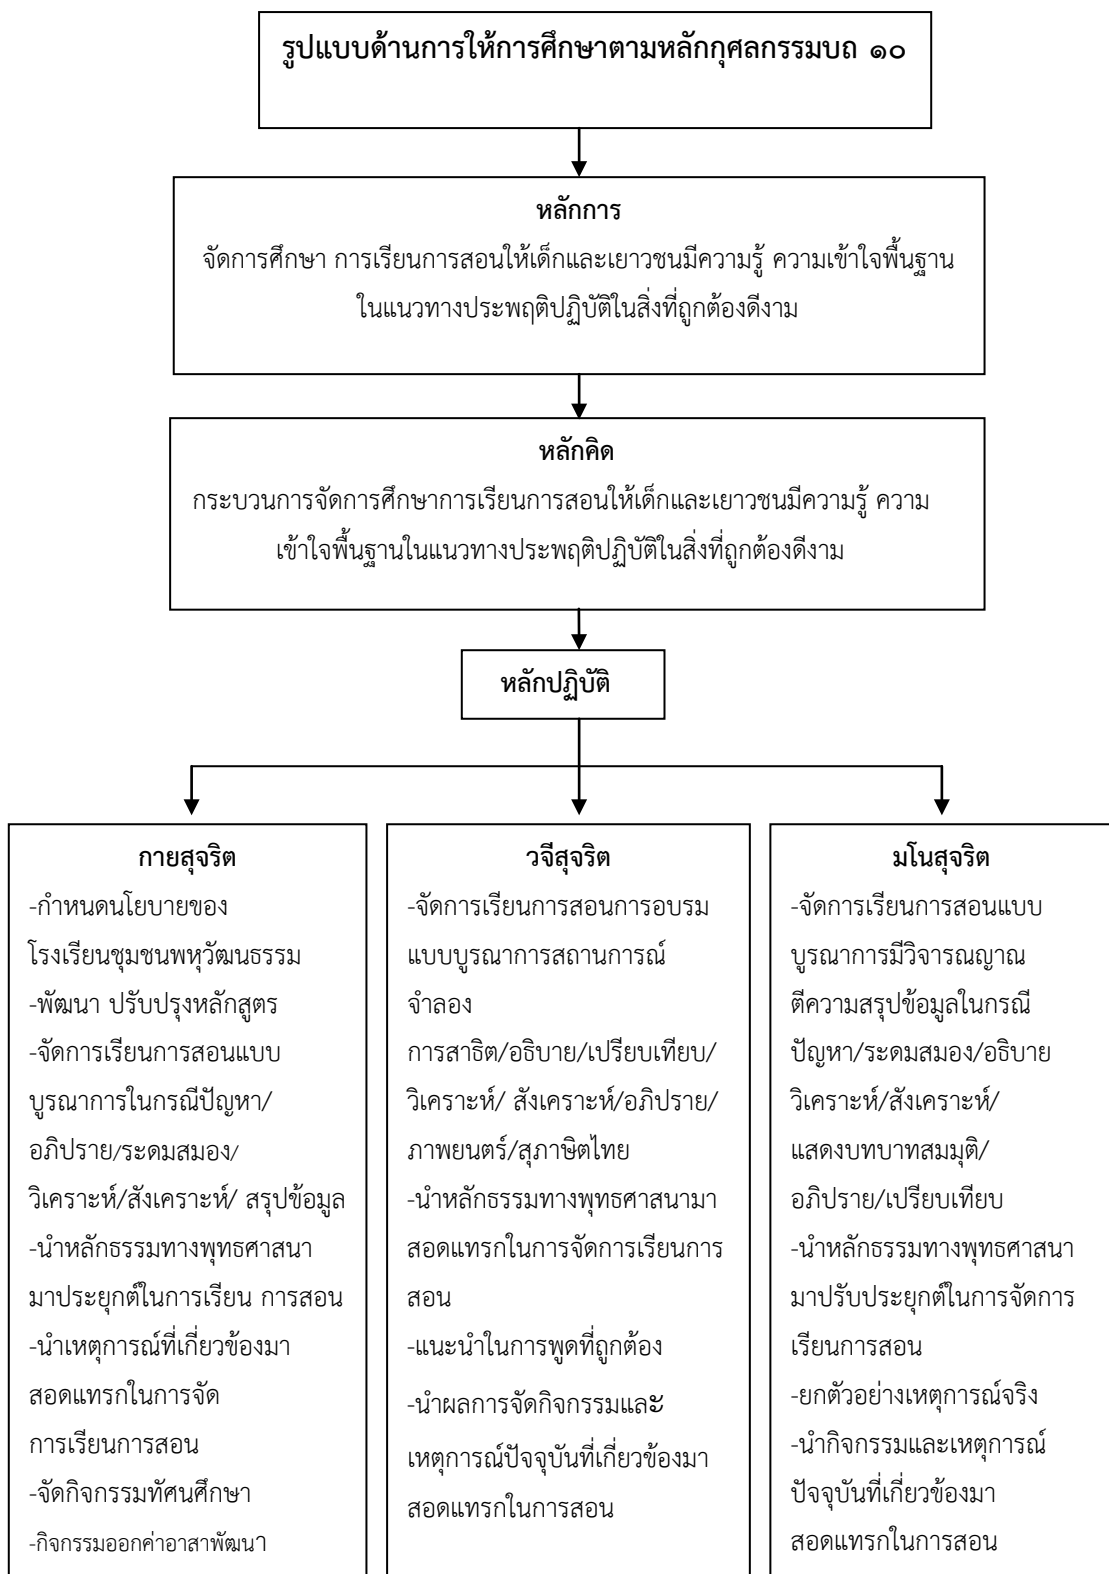 รูปแบบด้านการให้การศึกษาตามหลักกุศลกรรมบถ ๑๐
หลักการ
จัดการศึกษา การเรียนการสอนให้เด็กและเยาวชนมีความรู้ ความเข้าใจพื้นฐาน
ในแนวทางประพฤติปฏิบัติในสิ่งที่ถูกต้องดีงาม
หลักคิด
กระบวนการจัดการศึกษาการเรียนการสอนให้เด็กและเยาวชนมีความรู้ ความ
เข้าใจพื้นฐานในแนวทางประพฤติปฏิบัติในสิ่งที่ถูกต้องดีงาม
หลักปฏิบัติ
กายสุจริต
-กำหนดนโยบายของ
โรงเรียนชุมชนพหุวัฒนธรรม
-พัฒนา ปรับปรุงหลักสูตร
-จัดการเรียนการสอนแบบ
บูรณาการในกรณีปัญหา/
อภิปราย/ระดมสมอง/
วิเคราะห์/สังเคราะห์/ สรุปข้อมูล
-นำหลักธรรมทางพุทธศาสนา
มาประยุกต์ในการเรียน การสอน
-นำเหตุการณ์ที่เกี่ยวข้องมา
สอดแทรกในการจัด
การเรียนการสอน
-จัดกิจกรรมทัศนศึกษา
-กิจกรรมออกค่าอาสาพัฒนา
วจีสุจริต
-จัดการเรียนการสอนการอบรม
แบบบูรณาการสถานการณ์
จำลอง
การสาธิต/อธิบาย/เปรียบเทียบ/
วิเคราะห์/ สังเคราะห์/อภิปราย/
ภาพยนตร์/สุภาษิตไทย
-นำหลักธรรมทางพุทธศาสนามา
สอดแทรกในการจัดการเรียนการ
สอน
-แนะนำในการพูดที่ถูกต้อง
-นำผลการจัดกิจกรรมและ
เหตุการณ์ปัจจุบันที่เกี่ยวข้องมา
สอดแทรกในการสอน
มโนสุจริต
-จัดการเรียนการสอนแบบ
บูรณาการมีวิจารณญาณ
ตีความสรุปข้อมูลในกรณี
ปัญหา/ระดมสมอง/อธิบาย
วิเคราะห์/สังเคราะห์/
แสดงบทบาทสมมุติ/
อภิปราย/เปรียบเทียบ
-นำหลักธรรมทางพุทธศาสนา
มาปรับประยุกต์ในการจัดการ
เรียนการสอน
-ยกตัวอย่างเหตุการณ์จริง
-นำกิจกรรมและเหตุการณ์
ปัจจุบันที่เกี่ยวข้องมา
สอดแทรกในการสอน